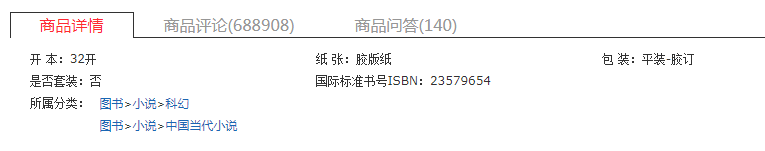 商品详情 商品评论(688908) 商品问答(140)
开 本：32开 纸 张：胶版纸 包 装：平装-胶订
是否套装：否 国际标准书号ISBN：23579654
所属分类： 图书>小说>科幻
图书>小说>中国当代小说